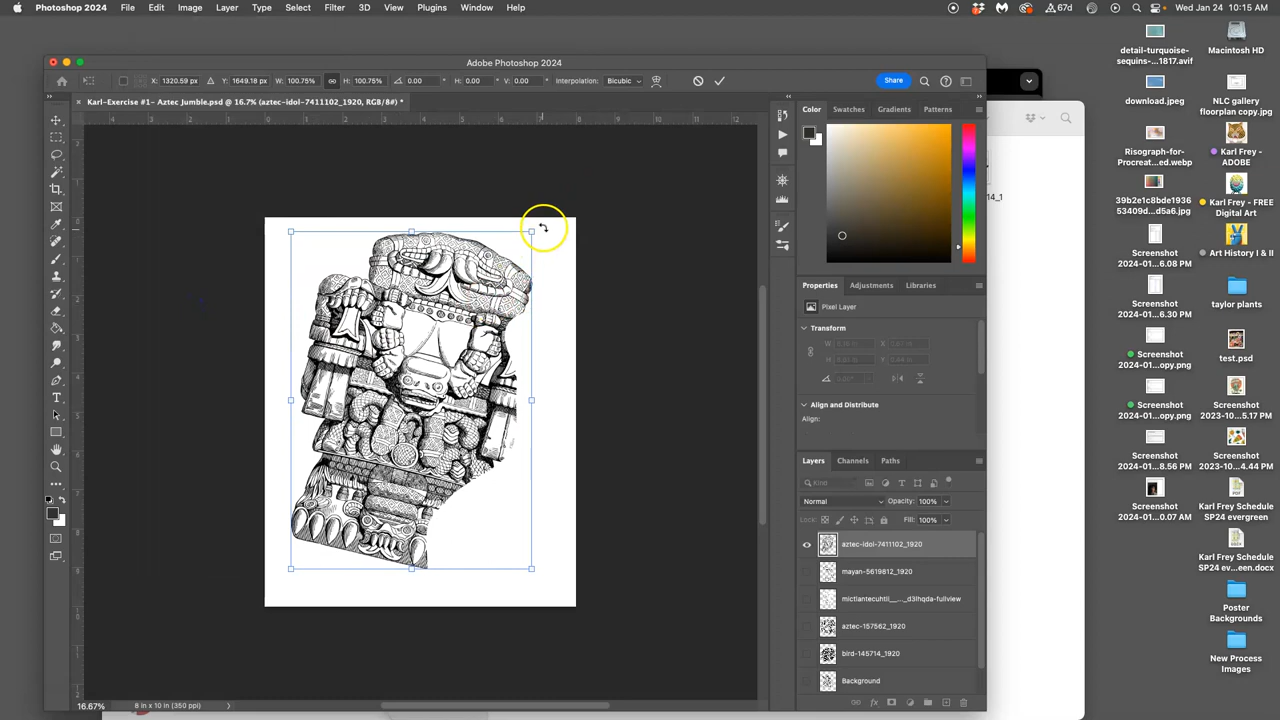 Photoshop 2024 File Edit Image Layer Type Select Filter 3D View Plugins Window Help 67d Wed Jan 24 10:15 AM
Adobe Photoshop 2024
X: 1320.59 px Y: 1649.18 px W: 100.75% H: 100.75% 0.00 ° H: 0.00 ° V: 0.00 ° Interpolation: Bicubic Share
Karl-Exercise #1- Aztec Jumble.psd @ 16.7% (aztec-idol-7411102_1920, RGB/8#) *
Color Swatches Gradients Patterns
Properties Adjustments Libraries
Pixel Layer
Transform
W X
H Y
Align and Distribute
Align:
Layers Channels Paths
Kind
Normal Opacity: 100%
Lock: Fill: 100%
aztec-idol-7411102_1920
mayan-5619812_1920
mictlantecuhtli__..._d3lhqda-fullview
aztec-157562_1920
bird-145714_1920
Background
16.67% 8 in x 10 in (350 ppi)
14_1
detail-turquoise-
sequins-...1817.avif
Macintosh HD
download.jpeg
NLC gallery
floorplan copy.jpg
Risograph-for-
Procreat...ed.webp
Karl Frey -
ADOBE
39b2e1c8bde1936
53409d...d5a6.jpg
Karl Frey - FREE
Digital Art
Screenshot
2024-01...6.08 PM
Art History I & II
Screenshot
2024-01...6.30 PM
taylor plants
Screenshot
2024-01...opy.png
test.psd
Screenshot
2024-01...opy.png
Screenshot
2023-10...5.17 PM
Screenshot
2024-01...8.56 PM
Screenshot
2023-10...4.44 PM
Screenshot
2024-01...0.07 AM
Karl Frey Schedule
SP24 evergreen
Karl Frey Schedule
SP24 ev...een.docx
Poster
Backgrounds
New Process
Images